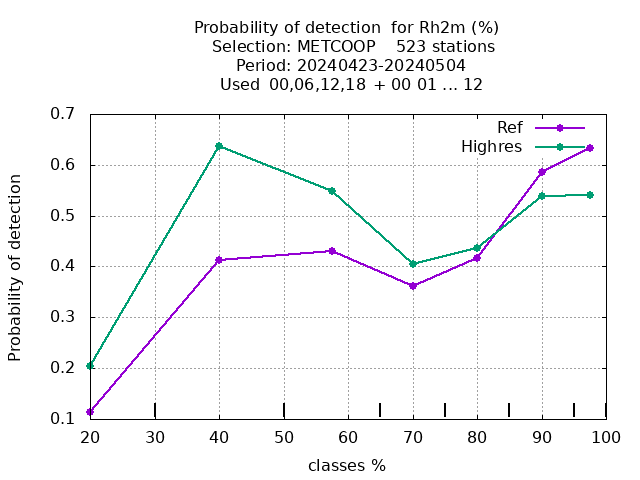 Probability of detection  for Rh2m (%)
Selection: METCOOP    523 stations
Period: 20240423-20240504
Used  00,06,12,18  + 00 01 ... 12
Ref
Highres
0.7
0.6
0.5
0.4
0.3
0.2
0.1
Probability of detection
20 30 40 50 60 70 80 90 100
classes %